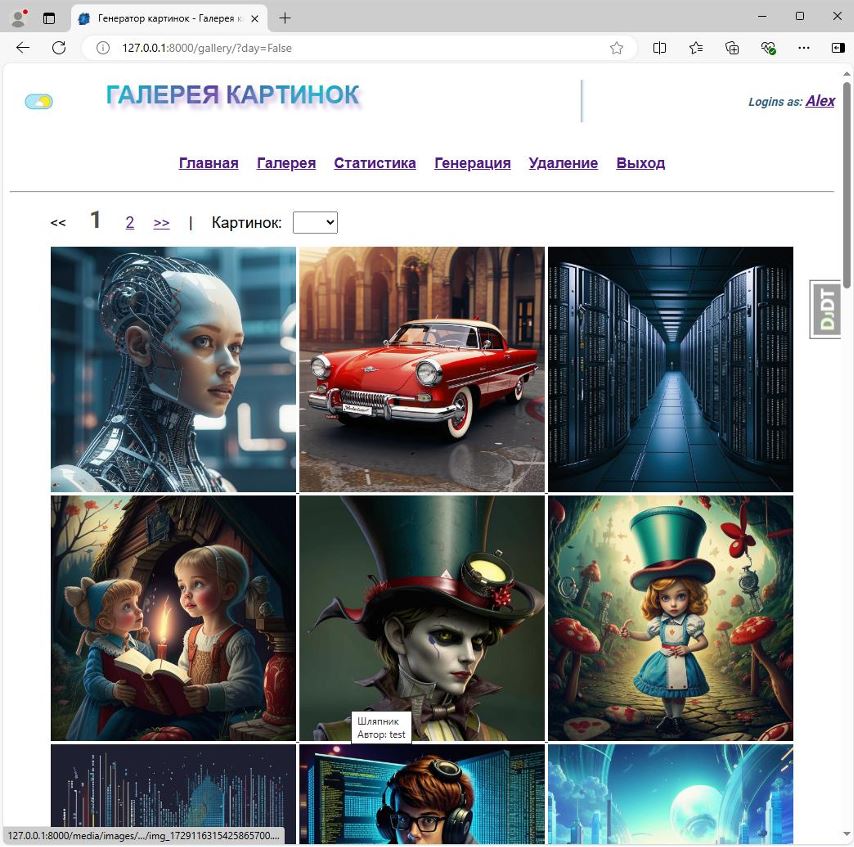 Генератор картинок - Галерея к
127.0.0.1:8000/gallery/?day=False
ГАЛЕРЕЯ КАРТИНОК
Logins as: Alex
Главная Галерея Статистика Генерация Удаление Выход
<< 1 2 >> | Картинок:
DJDT
Шляпник
Автор: test
127.0.0.1:8000/media/images/.../img_1729116315425865700....